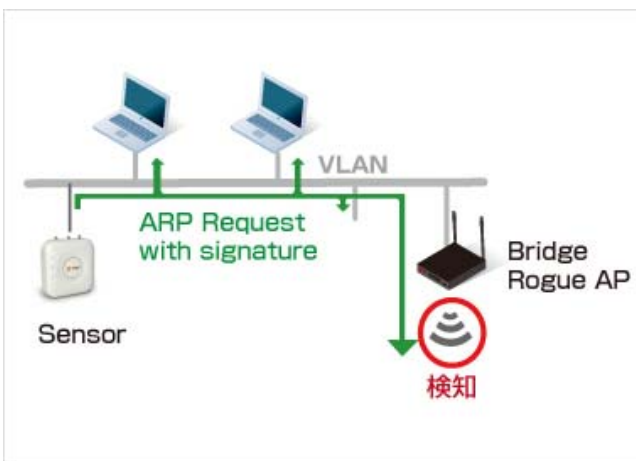 VLAN
ARP Request
with signature
Bridge
Rogue AP
Sensor
検知